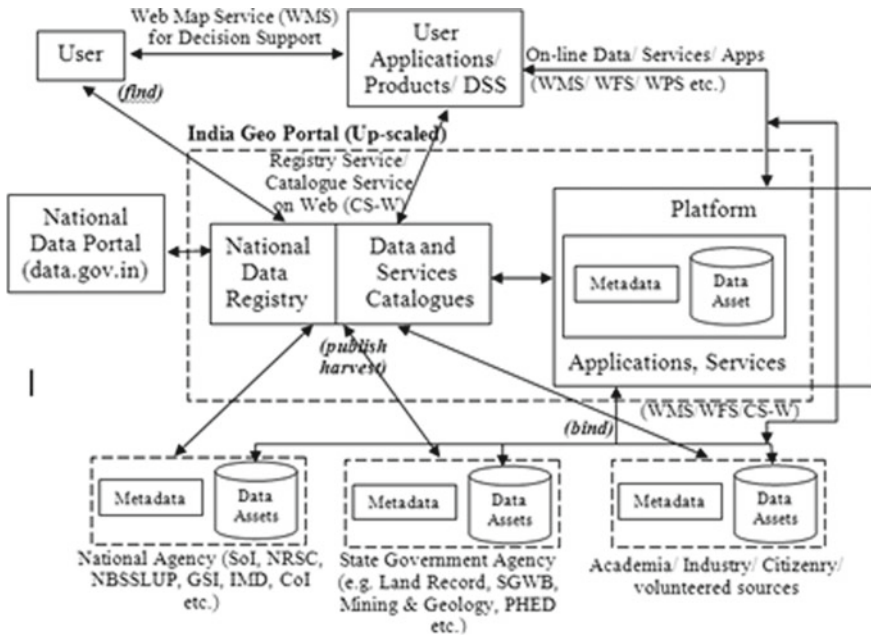 Web Map Service (WMS)
for Decision Support
User
User
Applications/
Products/ DSS
On-line Data/ Services/ Apps
(WMS/ WFS/ WPS etc.)
(find)
India Geo Portal (Up-scaled)
Registry Service/
Catalogue Service
on Web (CS-W)
National
Data Portal
(data.gov.in)
National
Data
Registry
Data and
Services
Catalogues
Platform
Metadata
Data
Asset
Applications, Services
(publish
harvest)
(bind)
(WMS/WFS/CS-W)
Metadata
Data
Assets
National Agency (SoI, NRSC,
NBSSLUP, GSI, IMD, CoI
etc.)
Metadata
Data
Assets
State Government Agency
(e.g. Land Record, SGWB,
Mining & Geology, PHED
etc.)
Metadata
Data
Assets
Academia/ Industry/ Citizenry/
volunteered sources